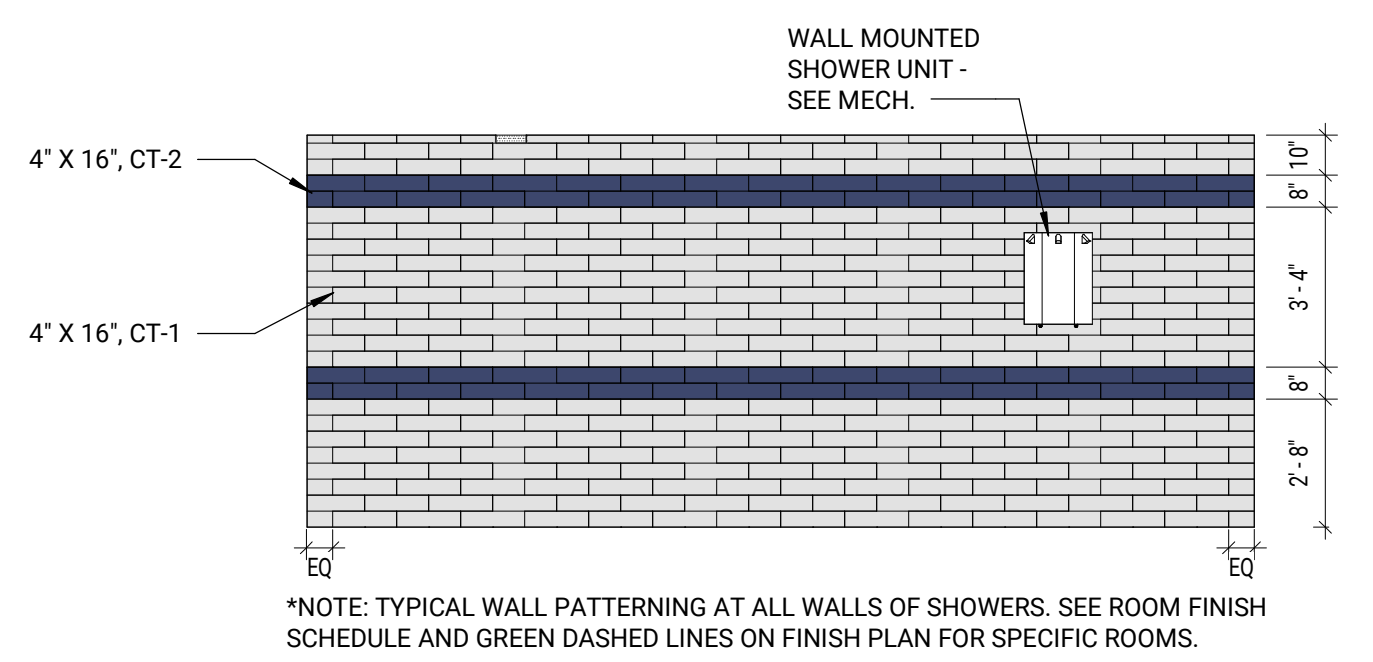 WALL MOUNTED
SHOWER UNIT -
SEE MECH.
4" X 16", CT-2
4" X 16", CT-1
10"
8"
3' - 4"
8"
2' - 8"
EQ
EQ
*NOTE: TYPICAL WALL PATTERNING AT ALL WALLS OF SHOWERS. SEE ROOM FINISH
SCHEDULE AND GREEN DASHED LINES ON FINISH PLAN FOR SPECIFIC ROOMS.